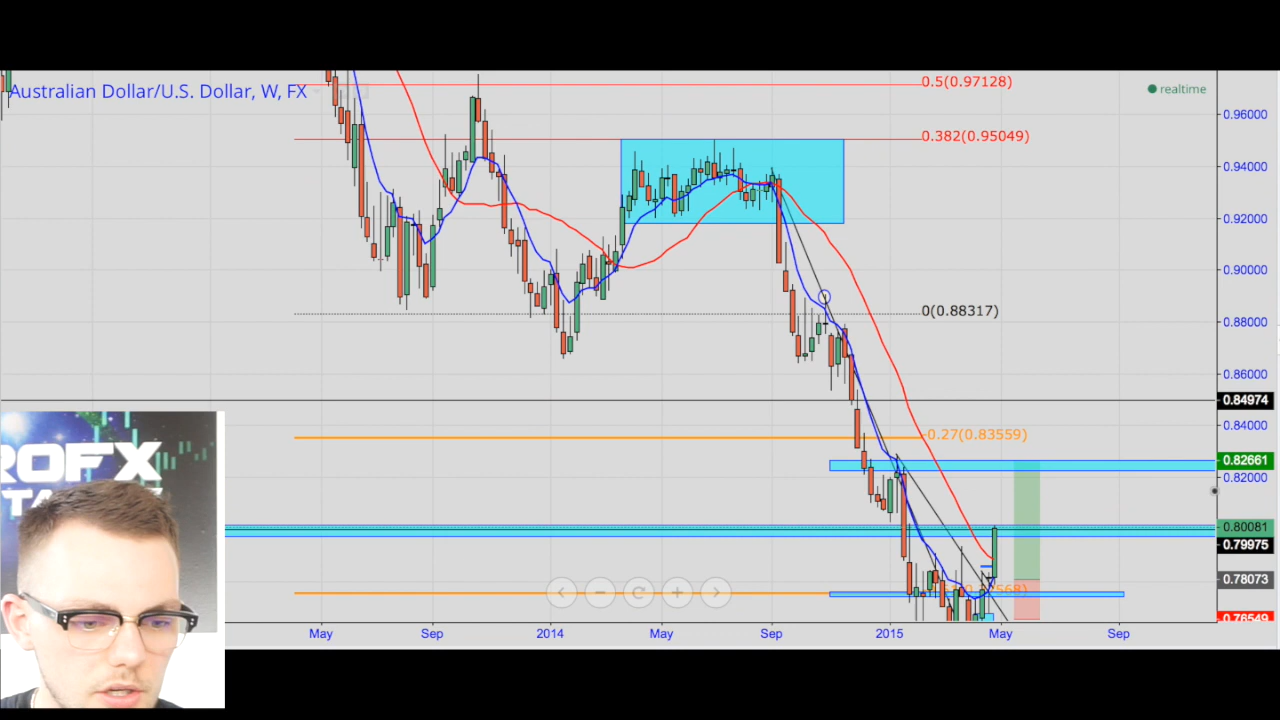 Australian Dollar/U.S. Dollar, W, FX
realtime
0.5(0.97128)
0.382(0.95049)
0(0.88317)
-0.27(0.83559)
0.96000
0.94000
0.92000
0.90000
0.88000
0.86000
0.84974
0.84000
0.82661
0.82000
0.80081
0.79975
0.78073
0.76549
ROFX
May
Sep
2014
May
Sep
2015
May
Sep